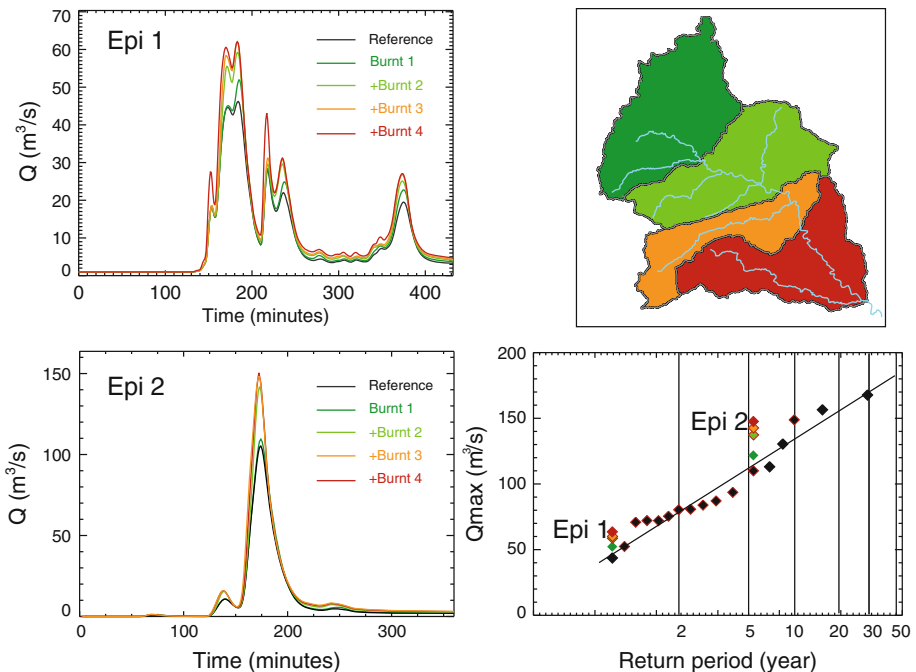 Epi 1
Q (m³/s)
70
60
50
40
30
20
10
0
Reference
Burnt 1
+Burnt 2
+Burnt 3
+Burnt 4
0 100 200 300 400
Time (minutes)
Epi 2
Q (m³/s)
150
100
50
0
Reference
Burnt 1
+Burnt 2
+Burnt 3
+Burnt 4
0 100 200 300
Time (minutes)
Qmax (m³/s)
200
150
100
50
0
Epi 2
Epi 1
2 5 10 20 30 50
Return period (year)